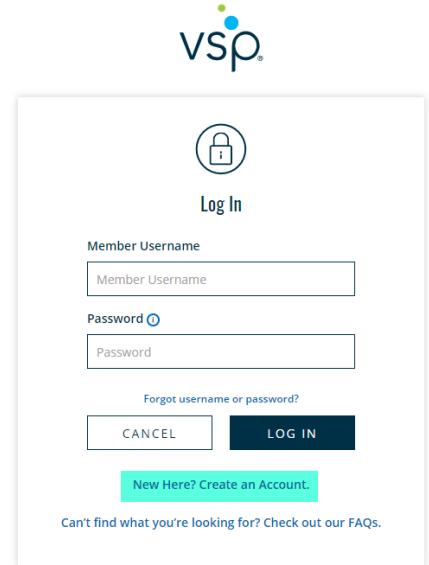 vsp®
Log In
Member Username
Member Username
Password i
Password
Forgot username or password?
CANCEL LOG IN
New Here? Create an Account.
Can't find what you're looking for? Check out our FAQs.